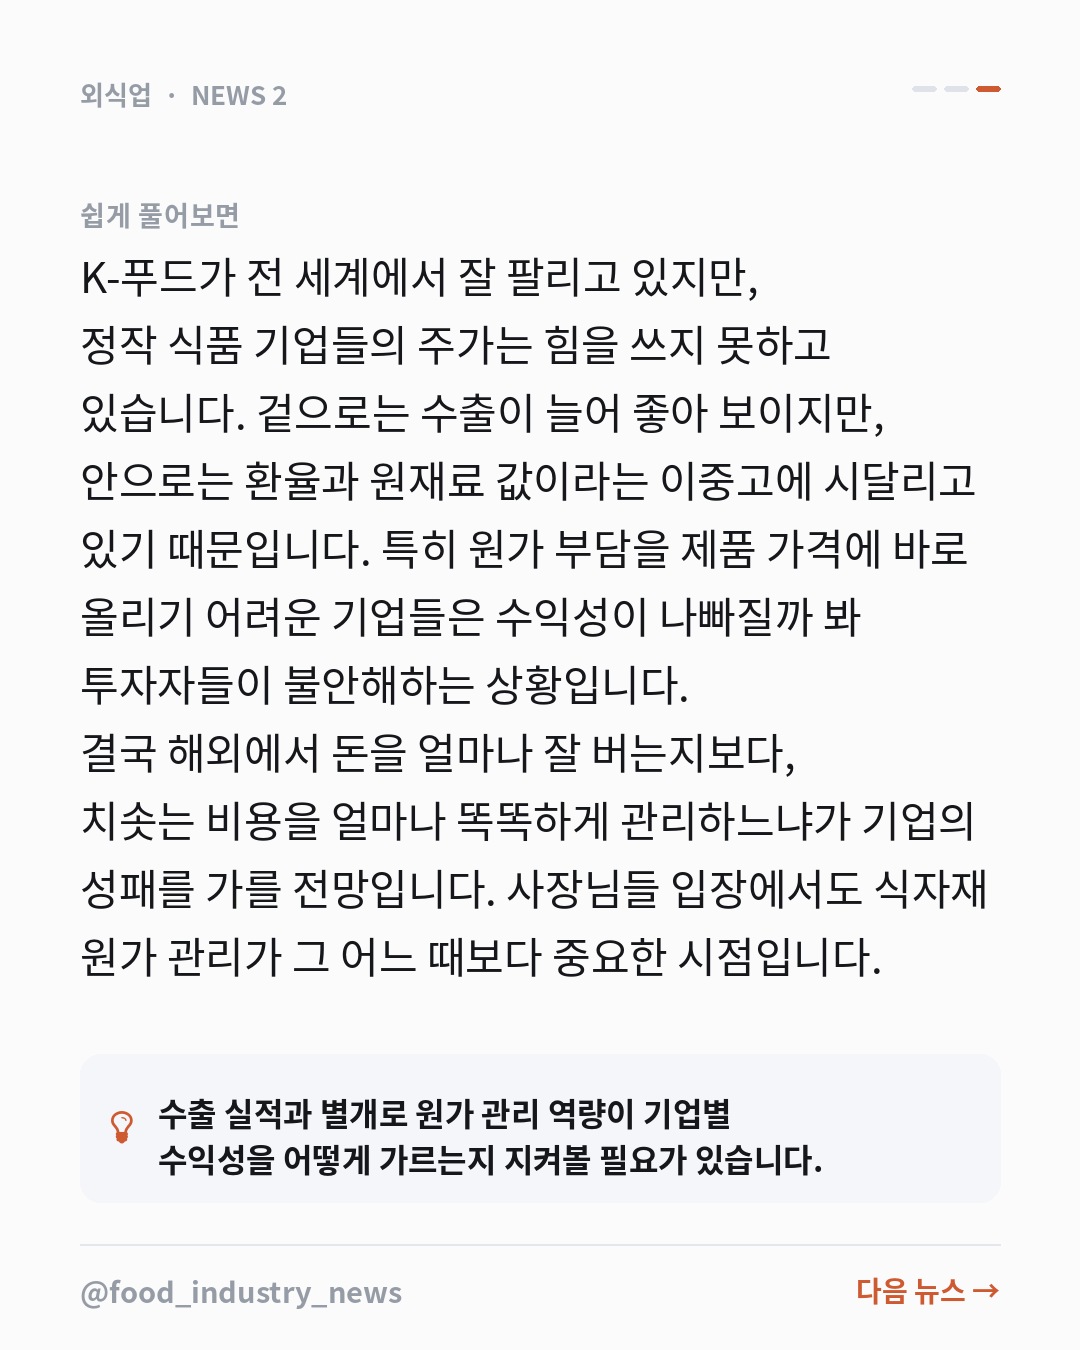 외식업 · NEWS 2
쉽게 풀어보면
K-푸드가 전 세계에서 잘 팔리고 있지만,
정작 식품 기업들의 주가는 힘을 쓰지 못하고
있습니다. 겉으로는 수출이 늘어 좋아 보이지만,
안으로는 환율과 원재료 값이라는 이중고에 시달리고
있기 때문입니다. 특히 원가 부담을 제품 가격에 바로
올리기 어려운 기업들은 수익성이 나빠질까 봐
투자자들이 불안해하는 상황입니다.
결국 해외에서 돈을 얼마나 잘 버는지보다,
치솟는 비용을 얼마나 똑똑하게 관리하느냐가 기업의
성패를 가를 전망입니다. 사장님들 입장에서도 식자재
원가 관리가 그 어느 때보다 중요한 시점입니다.
수출 실적과 별개로 원가 관리 역량이 기업별
수익성을 어떻게 가르는지 지켜볼 필요가 있습니다.
@food_industry_news
다음 뉴스 →